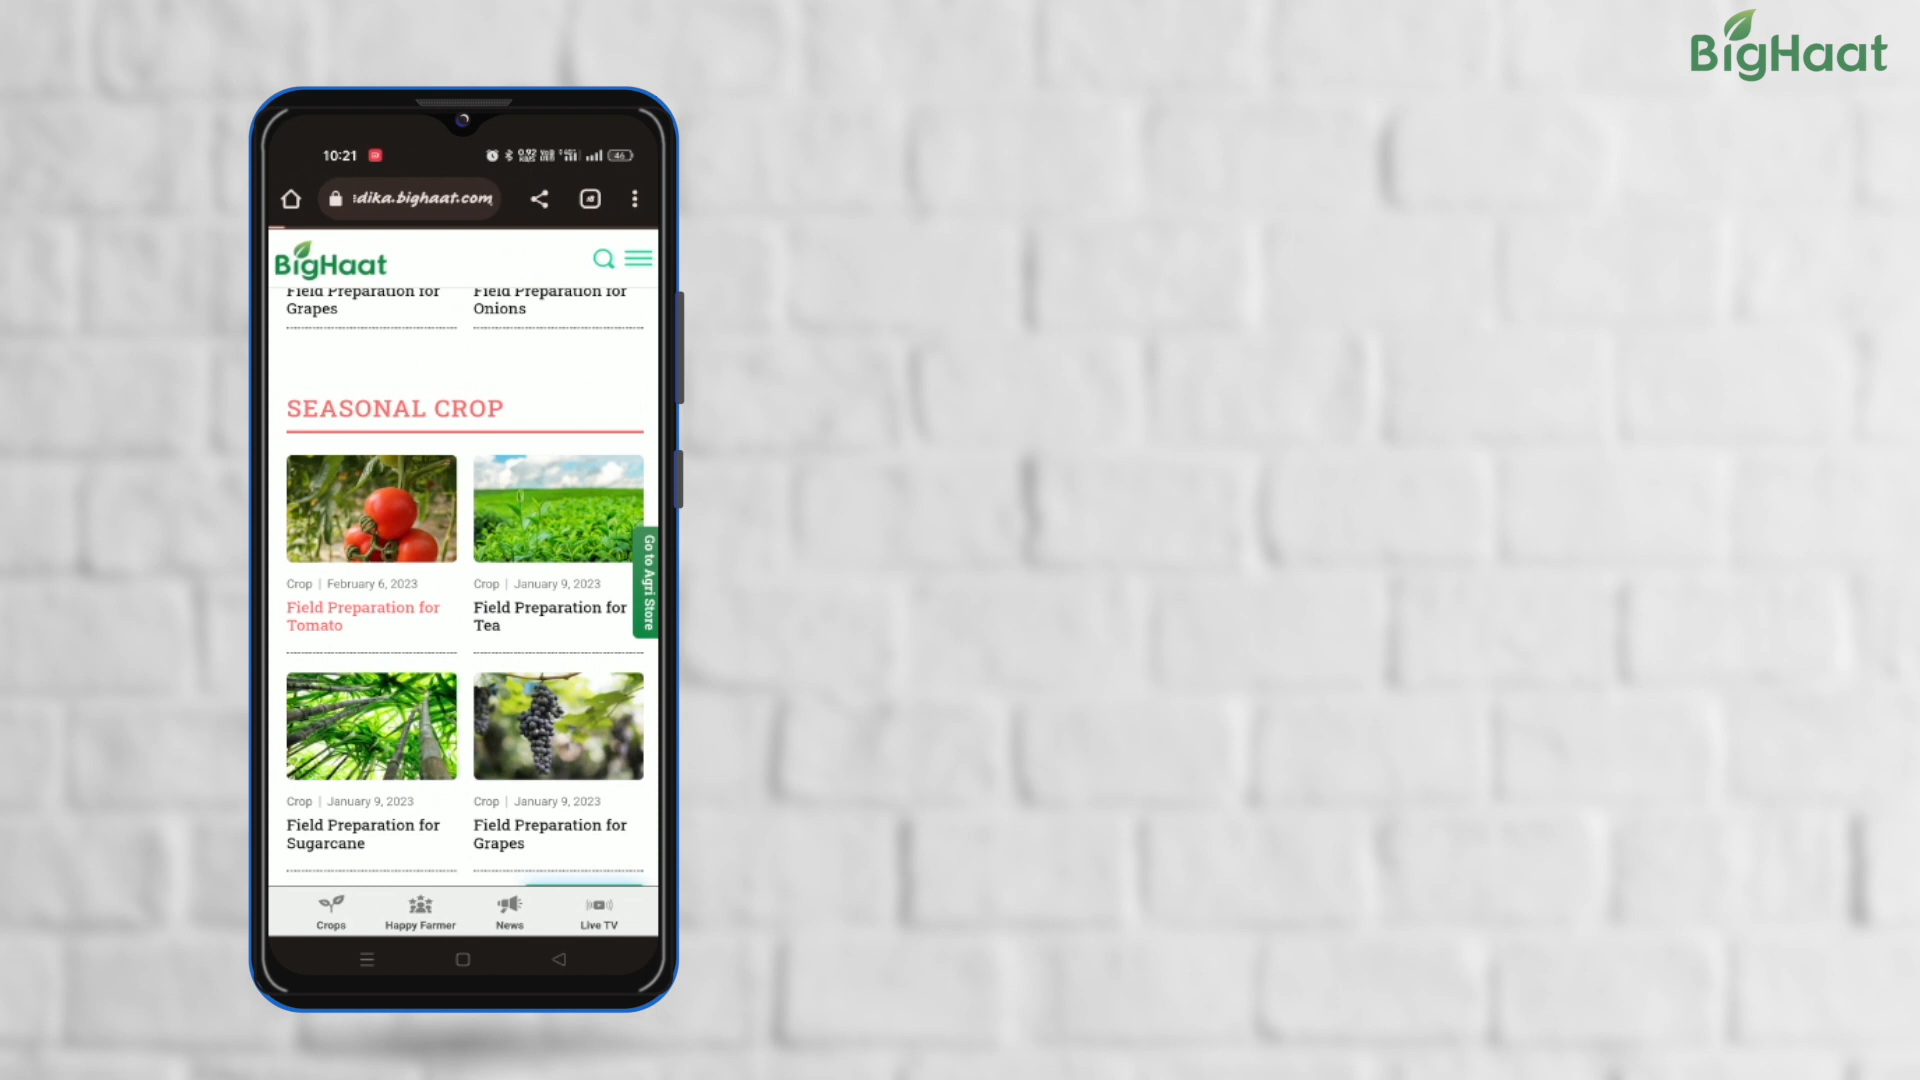 BigHaat
10:21
46
:dika.bighaat.com
BigHaat
Field Preparation for
Grapes
Field Preparation for
Onions
SEASONAL CROP
Crop | February 6, 2023
Field Preparation for
Tomato
Crop | January 9, 2023
Field Preparation for
Tea
Go to Agri Store
Crop | January 9, 2023
Field Preparation for
Sugarcane
Crop | January 9, 2023
Field Preparation for
Grapes
Crops
Happy Farmer
News
Live TV